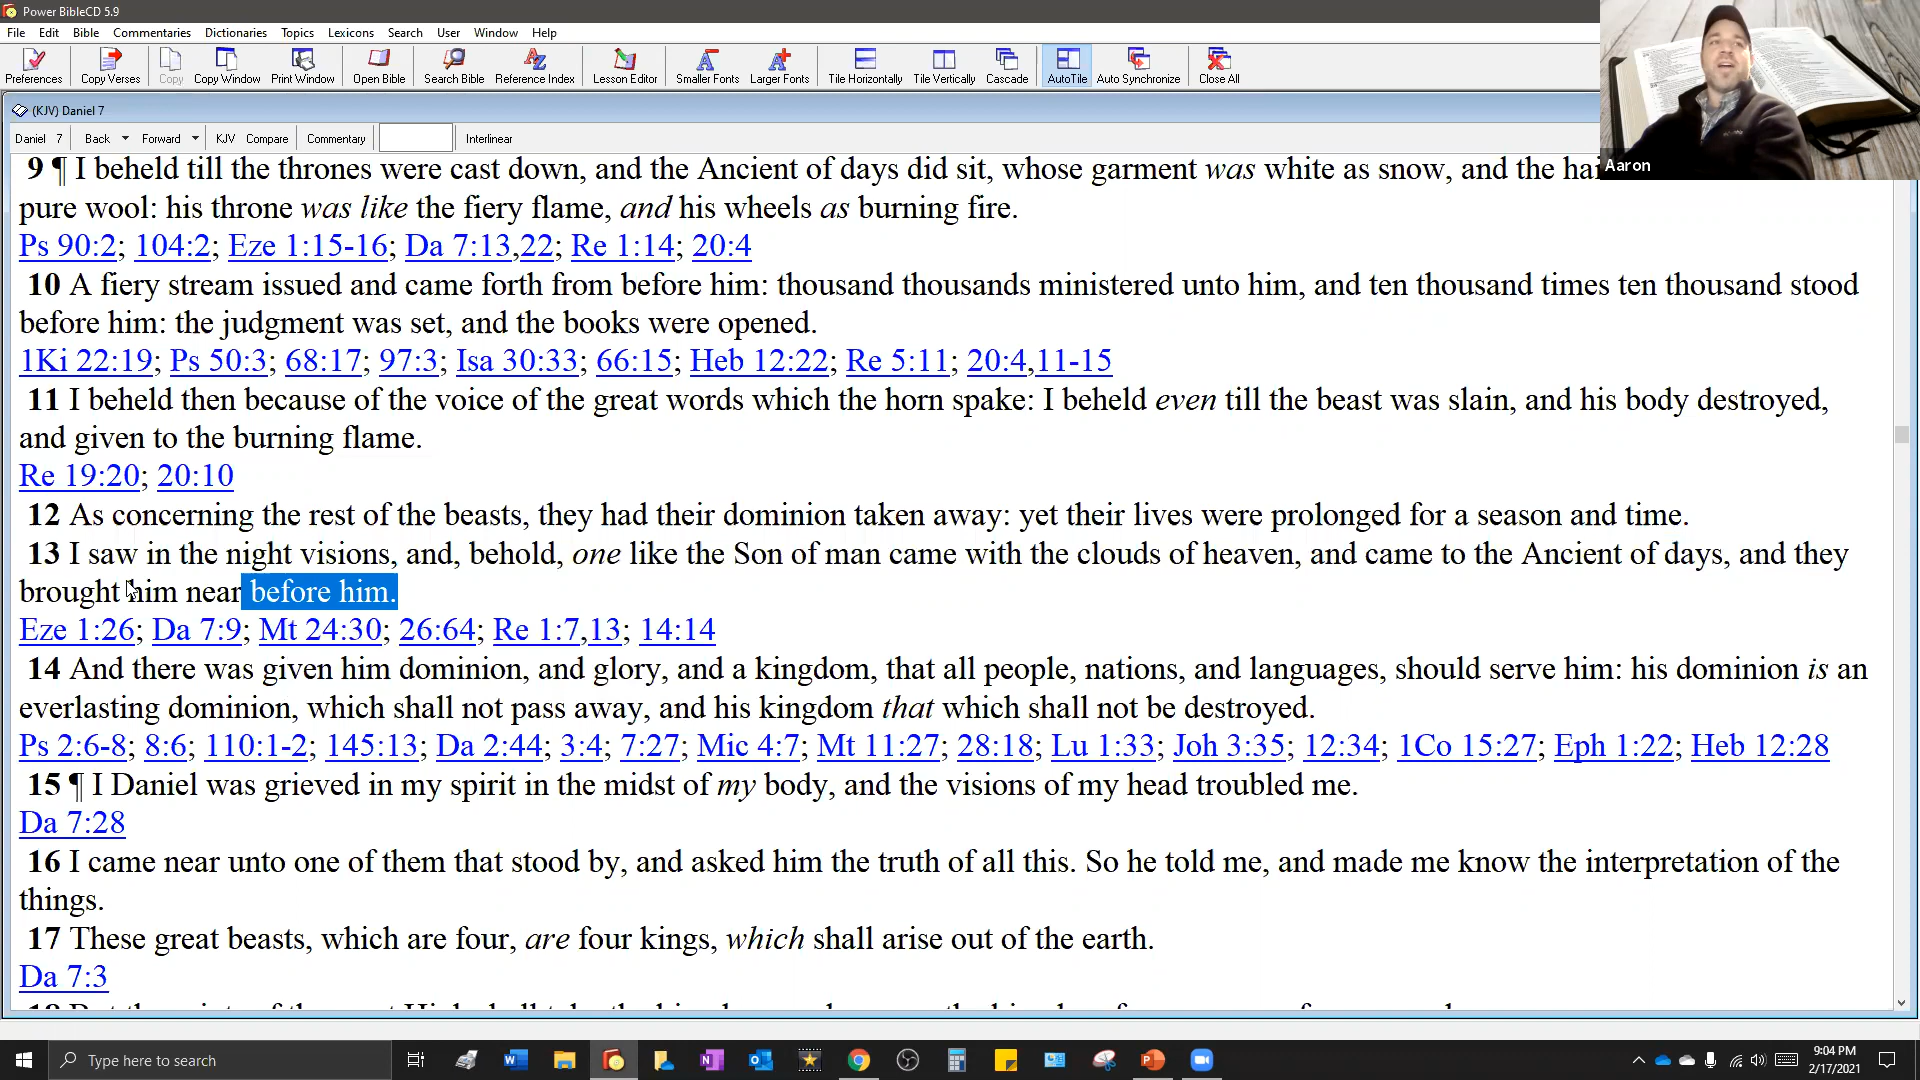 Power BibleCD 5.9
File Edit Bible Commentaries Dictionaries Topics Lexicons Search User Window Help
Preferences Copy Verses Copy Copy Window Print Window Open Bible Search Bible Reference Index Lesson Editor Smaller Fonts Larger Fonts Tile Horizontally Tile Vertically Cascade AutoTile Auto Synchronize Close All
(KJV) Daniel 7
Daniel 7 Back Forward KJV Compare Commentary Interlinear
Aaron
9 ¶ I beheld till the thrones were cast down, and the Ancient of days did sit, whose garment was white as snow, and the hai
pure wool: his throne was like the fiery flame, and his wheels as burning fire.
Ps 90:2; 104:2; Eze 1:15-16; Da 7:13,22; Re 1:14; 20:4
10 A fiery stream issued and came forth from before him: thousand thousands ministered unto him, and ten thousand times ten thousand stood
before him: the judgment was set, and the books were opened.
1Ki 22:19; Ps 50:3; 68:17; 97:3; Isa 30:33; 66:15; Heb 12:22; Re 5:11; 20:4,11-15
11 I beheld then because of the voice of the great words which the horn spake: I beheld even till the beast was slain, and his body destroyed,
and given to the burning flame.
Re 19:20; 20:10
12 As concerning the rest of the beasts, they had their dominion taken away: yet their lives were prolonged for a season and time.
13 I saw in the night visions, and, behold, one like the Son of man came with the clouds of heaven, and came to the Ancient of days, and they
brought him near before him.
Eze 1:26; Da 7:9; Mt 24:30; 26:64; Re 1:7,13; 14:14
14 And there was given him dominion, and glory, and a kingdom, that all people, nations, and languages, should serve him: his dominion is an
everlasting dominion, which shall not pass away, and his kingdom that which shall not be destroyed.
Ps 2:6-8; 8:6; 110:1-2; 145:13; Da 2:44; 3:4; 7:27; Mic 4:7; Mt 11:27; 28:18; Lu 1:33; Joh 3:35; 12:34; 1Co 15:27; Eph 1:22; Heb 12:28
15 ¶ I Daniel was grieved in my spirit in the midst of my body, and the visions of my head troubled me.
Da 7:28
16 I came near unto one of them that stood by, and asked him the truth of all this. So he told me, and made me know the interpretation of the
things.
17 These great beasts, which are four, are four kings, which shall arise out of the earth.
Da 7:3
Type here to search
9:04 PM
2/17/2021